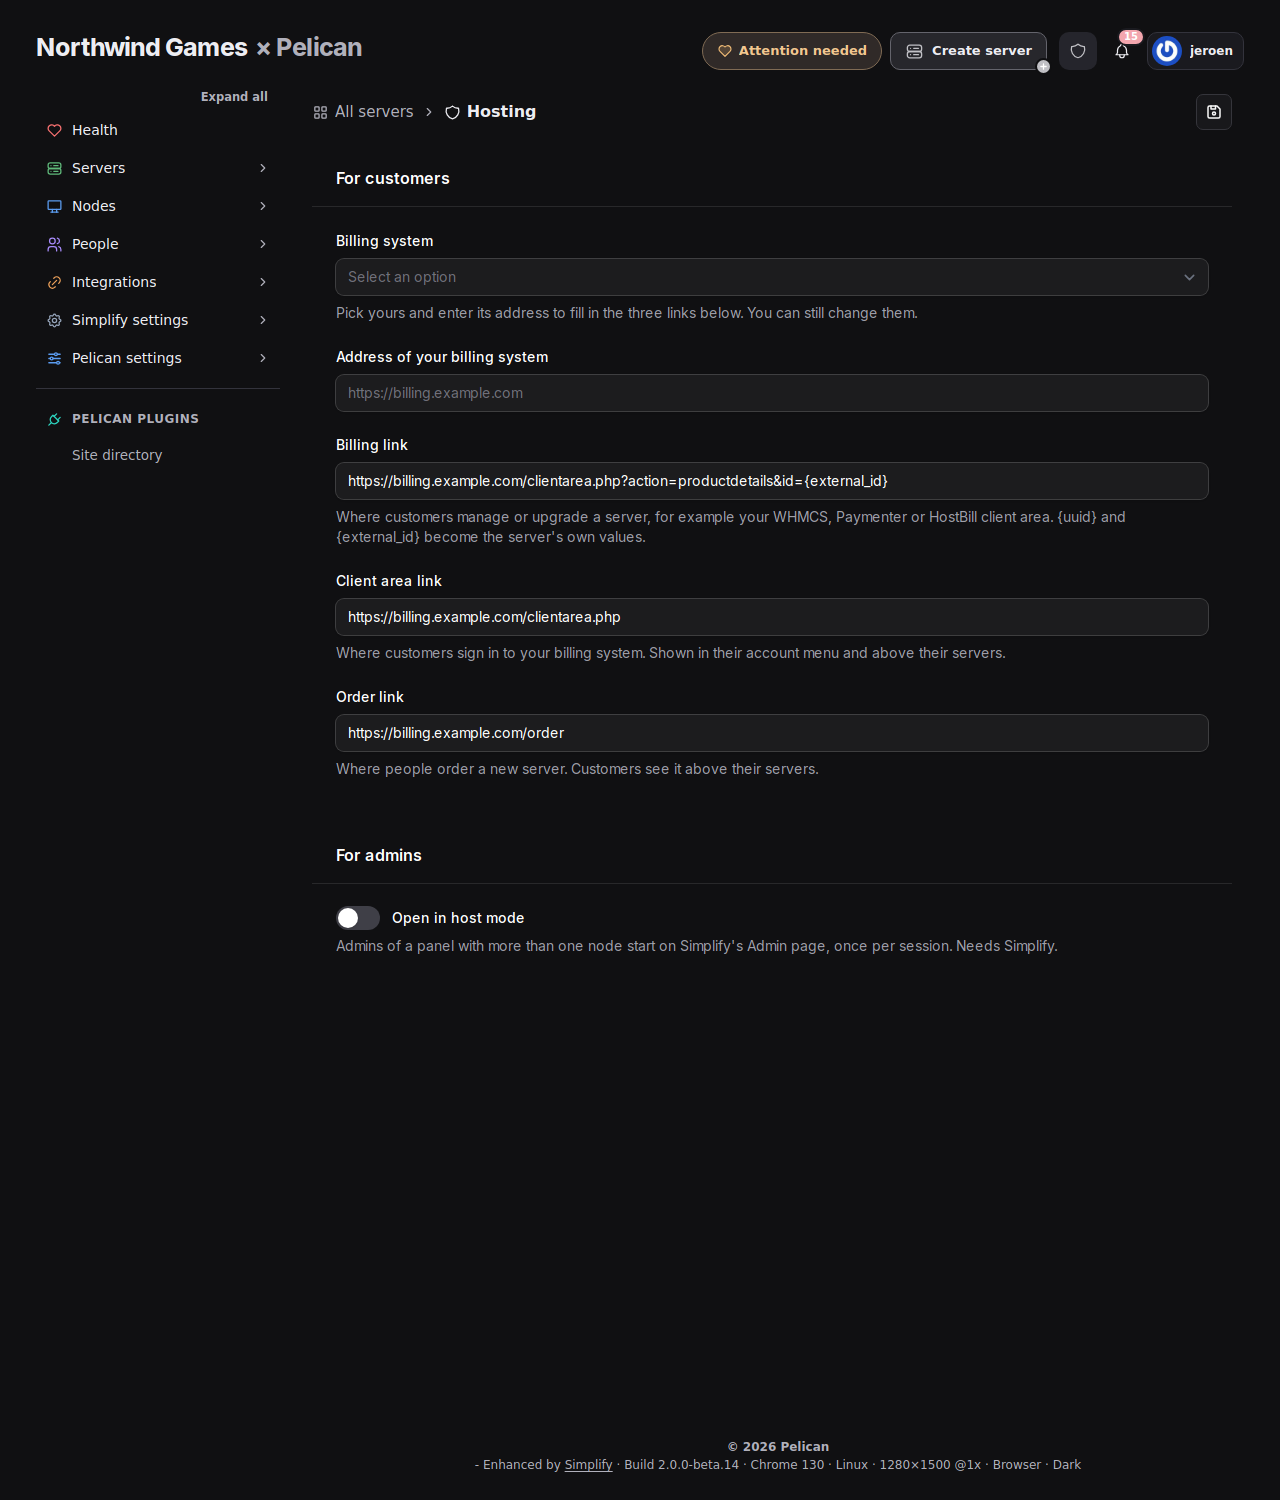 Northwind Games × Pelican
Attention needed
Create server
15
jeroen
Expand all
Health
Servers
Nodes
People
Integrations
Simplify settings
Pelican settings
PELICAN PLUGINS
Site directory
All servers
Hosting
For customers
Billing system
Select an option
Pick yours and enter its address to fill in the three links below. You can still change them.
Address of your billing system
https://billing.example.com
Billing link
https://billing.example.com/clientarea.php?action=productdetails&id={external_id}
Where customers manage or upgrade a server, for example your WHMCS, Paymenter or HostBill client area. {uuid} and
{external_id} become the server's own values.
Client area link
https://billing.example.com/clientarea.php
Where customers sign in to your billing system. Shown in their account menu and above their servers.
Order link
https://billing.example.com/order
Where people order a new server. Customers see it above their servers.
For admins
Open in host mode
Admins of a panel with more than one node start on Simplify's Admin page, once per session. Needs Simplify.
© 2026 Pelican
- Enhanced by Simplify · Build 2.0.0-beta.14 · Chrome 130 · Linux · 1280×1500 @1x · Browser · Dark